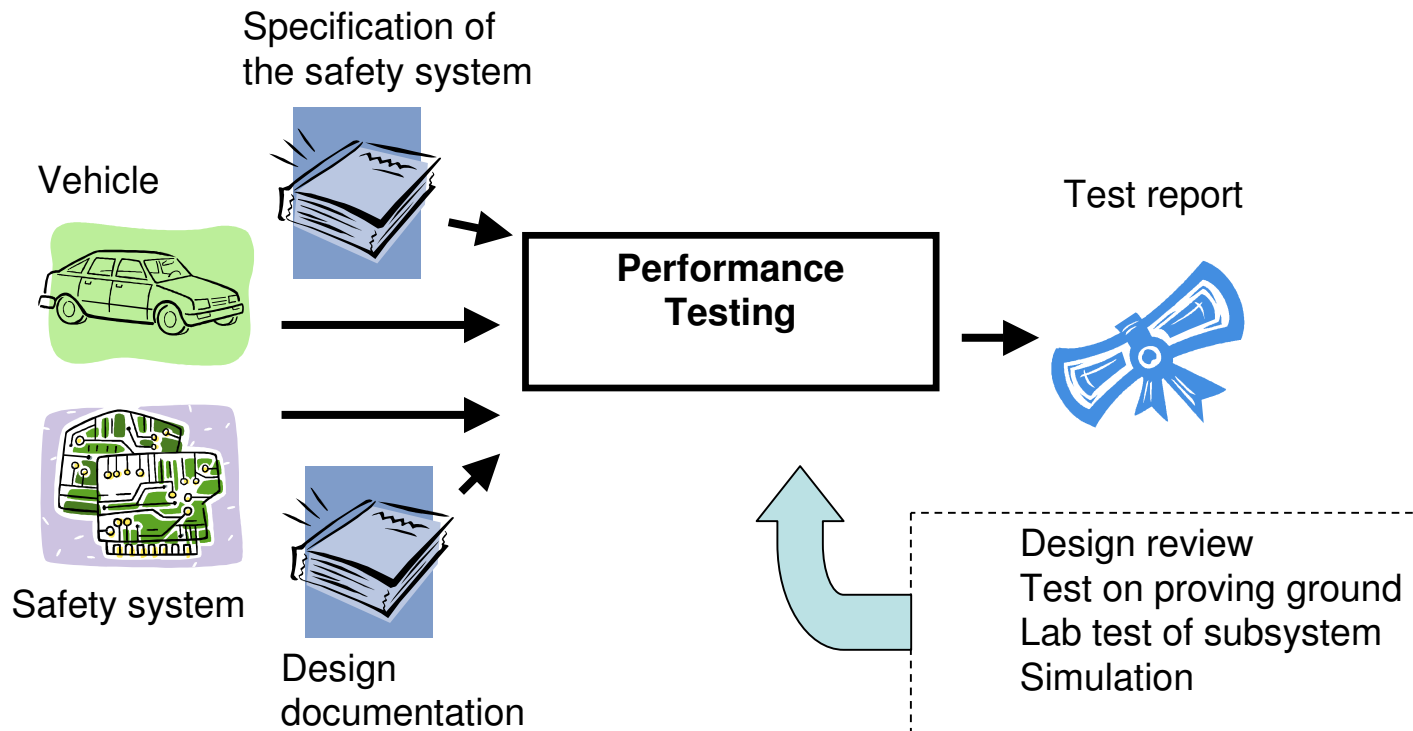 Specification of
the safety system
Vehicle
Test report
Performance
Testing
Safety system
Design
documentation
Design review
Test on proving ground
Lab test of subsystem
Simulation